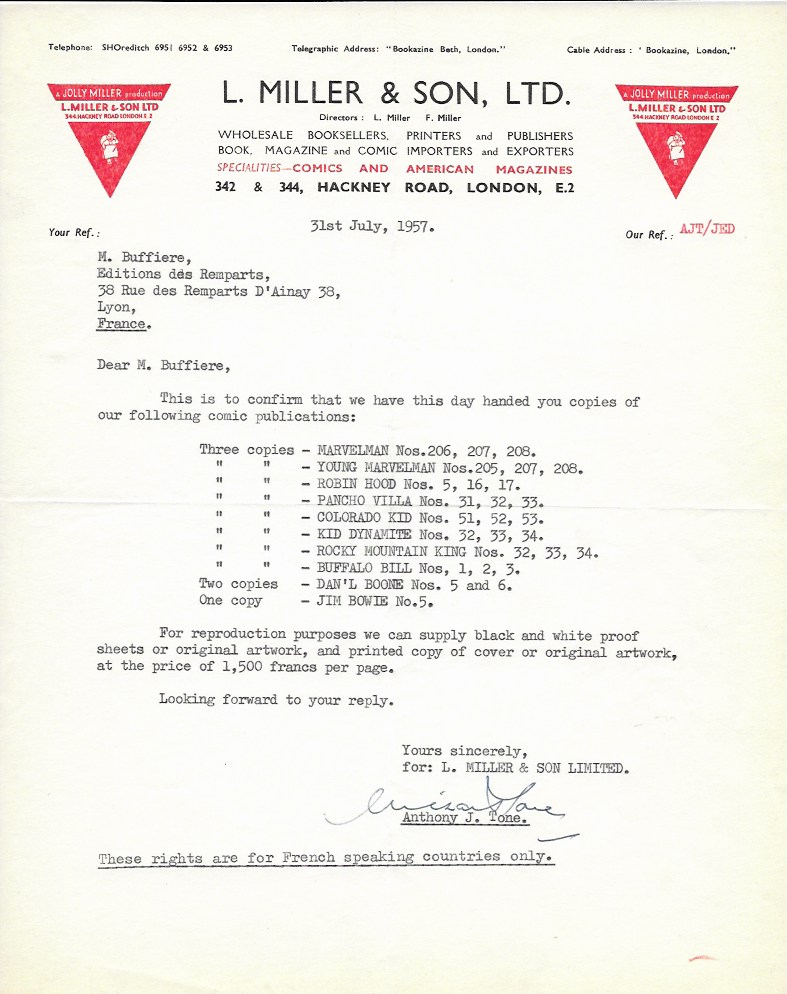 Telephone: SHOreditch 6951 6952 & 6953 Telegraphic Address: "Bookazine Beth, London." Cable Address : ' Bookazine, London."
A JOLLY MILLER production
L. MILLER & SON LTD
344, HACKNEY ROAD LONDON E 2
L. MILLER & SON, LTD.
Directors : L. Miller F. Miller
WHOLESALE BOOKSELLERS, PRINTERS and PUBLISHERS
BOOK, MAGAZINE and COMIC IMPORTERS and EXPORTERS
SPECIALITIES—COMICS AND AMERICAN MAGAZINES
342 & 344, HACKNEY ROAD, LONDON, E.2
A JOLLY MILLER production
L. MILLER & SON LTD
344, HACKNEY ROAD LONDON E 2
31st July, 1957.
Your Ref.: Our Ref.: AJT/JED
M. Buffiere,
Editions des Remparts,
38 Rue des Remparts D'Ainay 38,
Lyon,
France.
Dear M. Buffiere,
This is to confirm that we have this day handed you copies of
our following comic publications:
Three copies - MARVELMAN Nos.206, 207, 208.
" " - YOUNG MARVELMAN Nos.205, 207, 208.
" " - ROBIN HOOD Nos. 5, 16, 17.
" " - PANCHO VILLA Nos. 31, 32, 33.
" " - COLORADO KID Nos. 51, 52, 53.
" " - KID DYNAMITE Nos. 32, 33, 34.
" " - ROCKY MOUNTAIN KING Nos. 32, 33, 34.
" " - BUFFALO BILL Nos, 1, 2, 3.
Two copies - DAN'L BOONE Nos. 5 and 6.
One copy - JIM BOWIE No.5.
For reproduction purposes we can supply black and white proof
sheets or original artwork, and printed copy of cover or original artwork,
at the price of 1,500 francs per page.
Looking forward to your reply.
Yours sincerely,
for: L. MILLER & SON LIMITED.
Anthony J. Tone.
These rights are for French speaking countries only.